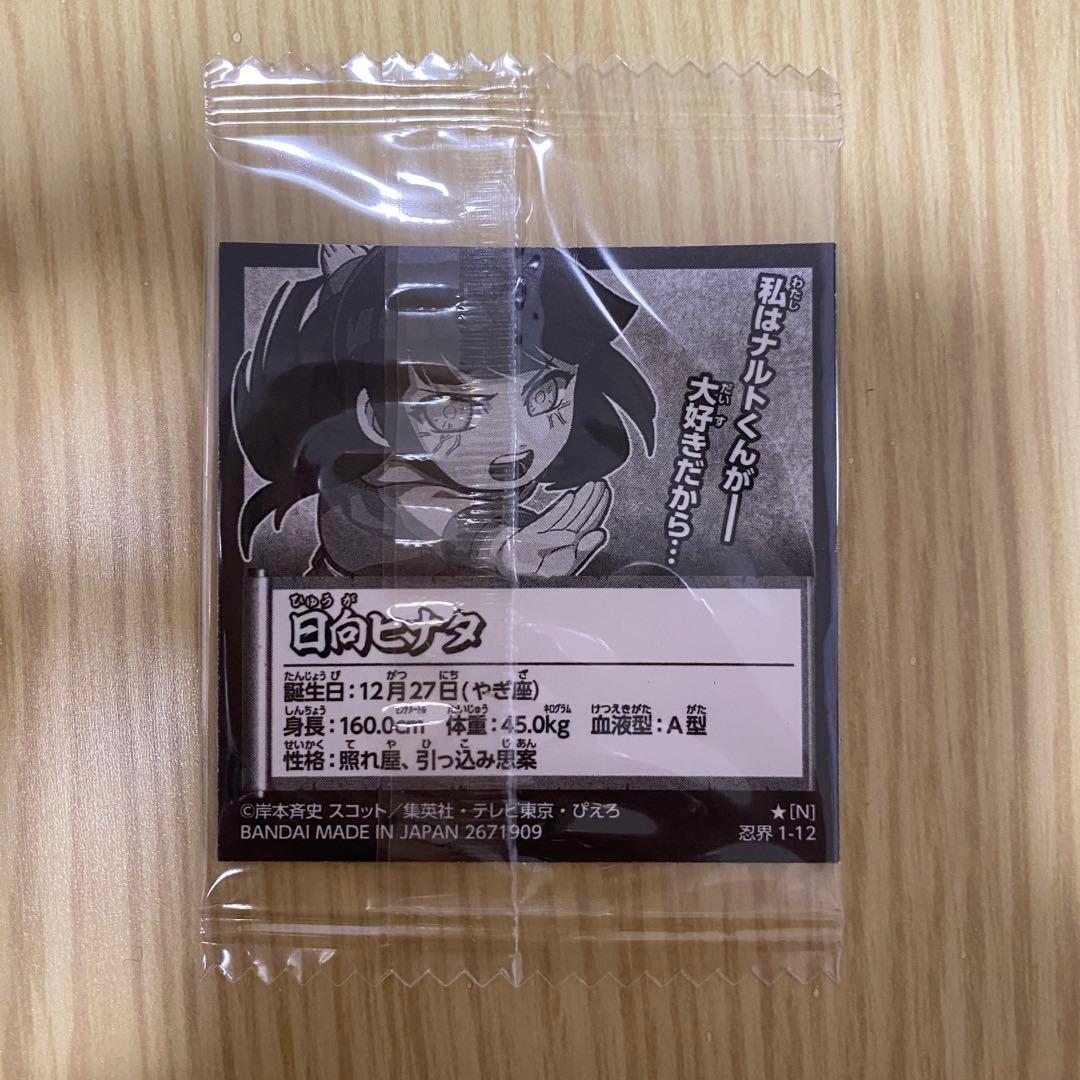 私はナルトくんが――
大好きだから…
日向ヒナタ
誕生日：12月27日(やぎ座)
身長：160.0cm 体重：45.0kg 血液型：A型
性格：照れ屋、引っ込み思案
©岸本斉史 スコット／集英社・テレビ東京・ぴえろ
BANDAI MADE IN JAPAN 2671909
★[N]
忍界 1-12